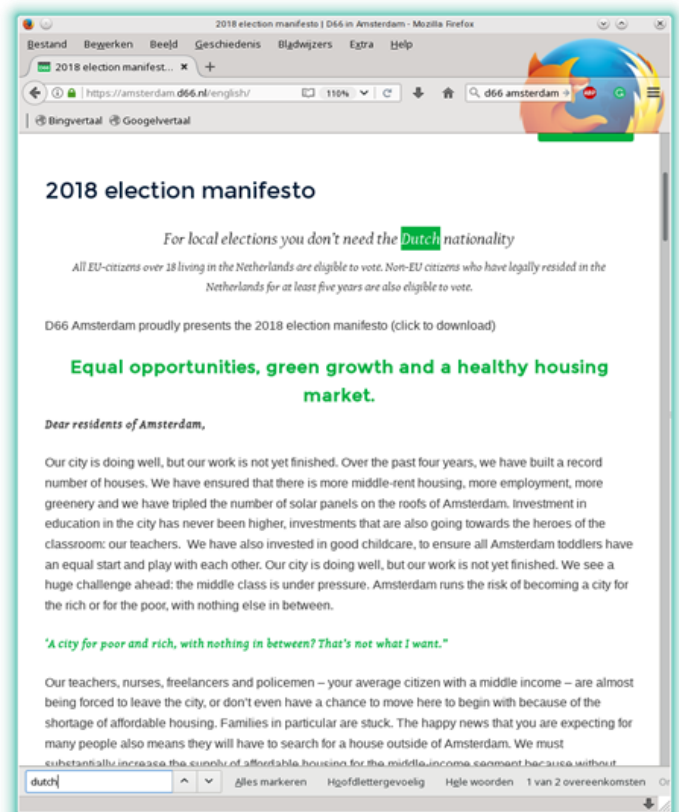 2018 election manifesto | D66 in Amsterdam - Mozilla Firefox
Bestand Bewerken Beeld Geschiedenis Bladwijzers Extra Help
2018 election manifest...
https://amsterdam.d66.nl/english/ 110% d66 amsterdam ABP G
Bingvertaal Googelvertaal
2018 election manifesto
For local elections you don't need the Dutch nationality
All EU-citizens over 18 living in the Netherlands are eligible to vote. Non-EU citizens who have legally resided in the
Netherlands for at least five years are also eligible to vote.
D66 Amsterdam proudly presents the 2018 election manifesto (click to download)
Equal opportunities, green growth and a healthy housing
market.
Dear residents of Amsterdam,
Our city is doing well, but our work is not yet finished. Over the past four years, we have built a record
number of houses. We have ensured that there is more middle-rent housing, more employment, more
greenery and we have tripled the number of solar panels on the roofs of Amsterdam. Investment in
education in the city has never been higher, investments that are also going towards the heroes of the
classroom: our teachers. We have also invested in good childcare, to ensure all Amsterdam toddlers have
an equal start and play with each other. Our city is doing well, but our work is not yet finished. We see a
huge challenge ahead: the middle class is under pressure. Amsterdam runs the risk of becoming a city for
the rich or for the poor, with nothing else in between.
'A city for poor and rich, with nothing in between? That's not what I want."
Our teachers, nurses, freelancers and policemen – your average citizen with a middle income – are almost
being forced to leave the city, or don't even have a chance to move here to begin with because of the
shortage of affordable housing. Families in particular are stuck. The happy news that you are expecting for
many people also means they will have to search for a house outside of Amsterdam. We must
substantially increase the supply of affordable housing for the middle-income segment because without
dutch Alles markeren Hoofdlettergevoelig Hele woorden 1 van 2 overeenkomsten Or